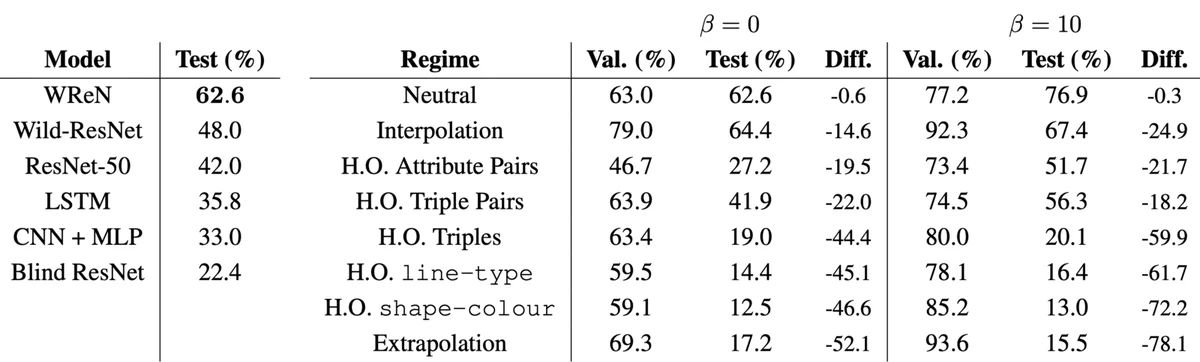 β = 0 β = 10
Model Test (%) Regime Val. (%) Test (%) Diff. Val. (%) Test (%) Diff.
WReN 62.6 Neutral 63.0 62.6 -0.6 77.2 76.9 -0.3
Wild-ResNet 48.0 Interpolation 79.0 64.4 -14.6 92.3 67.4 -24.9
ResNet-50 42.0 H.O. Attribute Pairs 46.7 27.2 -19.5 73.4 51.7 -21.7
LSTM 35.8 H.O. Triple Pairs 63.9 41.9 -22.0 74.5 56.3 -18.2
CNN + MLP 33.0 H.O. Triples 63.4 19.0 -44.4 80.0 20.1 -59.9
Blind ResNet 22.4 H.O. line-type 59.5 14.4 -45.1 78.1 16.4 -61.7
H.O. shape-colour 59.1 12.5 -46.6 85.2 13.0 -72.2
Extrapolation 69.3 17.2 -52.1 93.6 15.5 -78.1